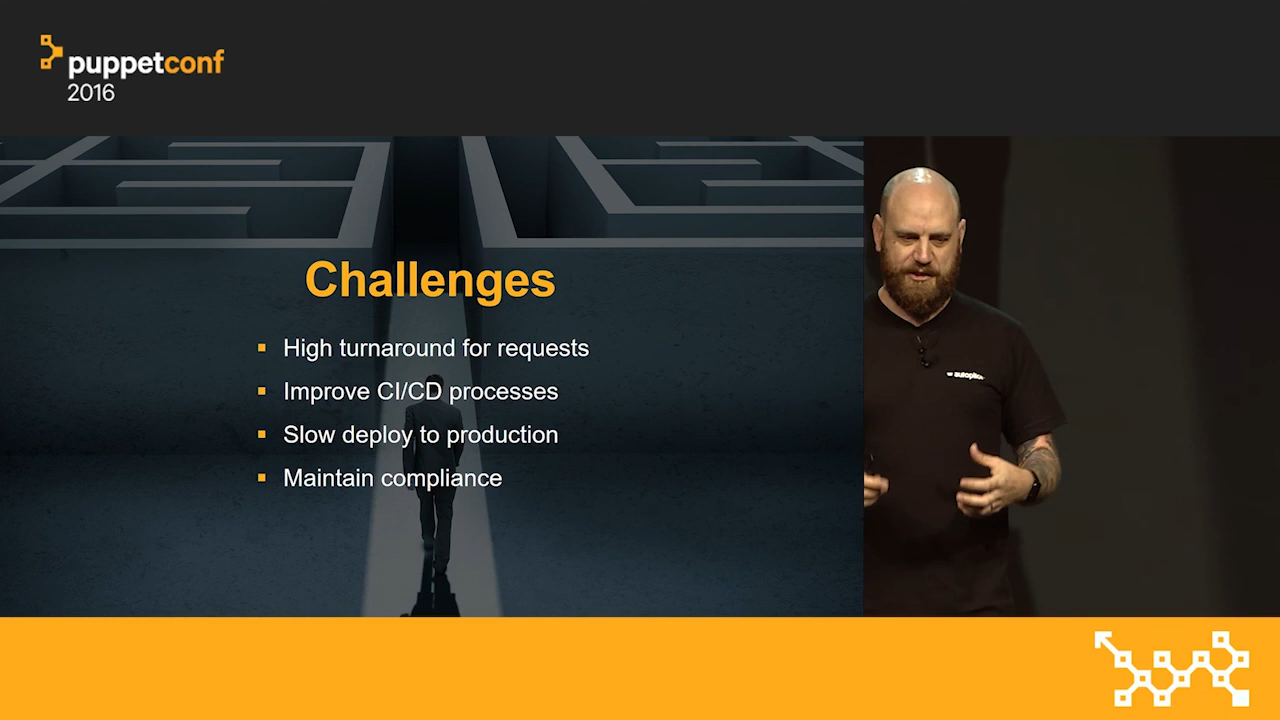 puppetconf
2016
Challenges
High turnaround for requests
Improve CI/CD processes
Slow deploy to production
Maintain compliance